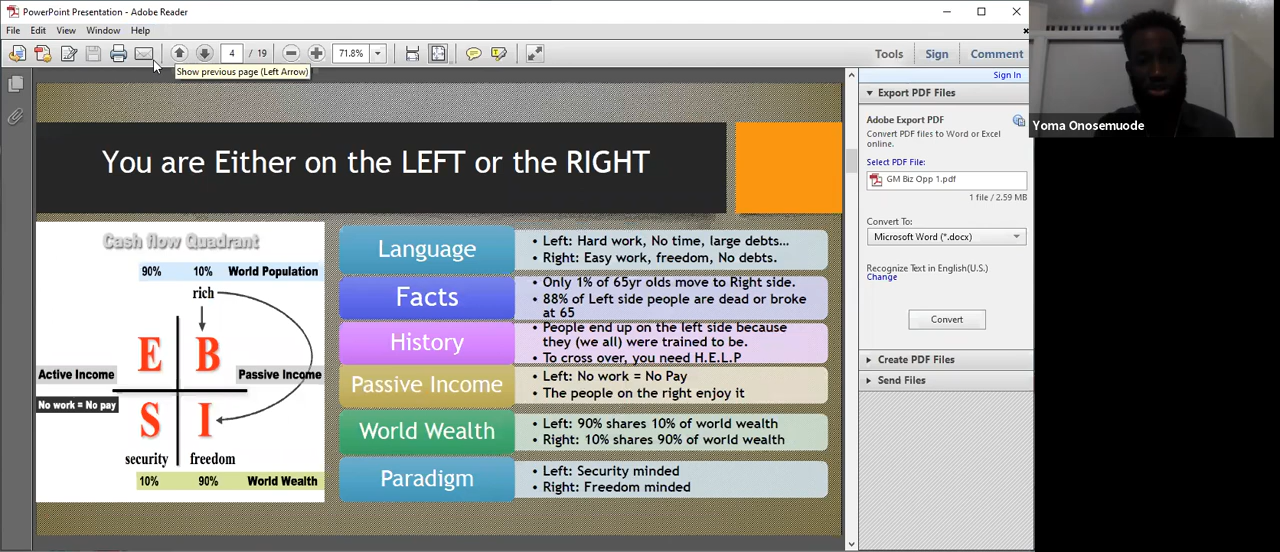 PowerPoint Presentation - Adobe Reader
File Edit View Window Help
4 / 19 71.8% Tools Sign Comment
Show previous page (Left Arrow)
Sign In
Export PDF Files
Adobe Export PDF
Convert PDF files to Word or Excel
online.
Select PDF File:
GM Biz Opp 1.pdf
1 file / 2.59 MB
Convert To:
Microsoft Word (*.docx)
Recognize Text in English(U.S.)
Change
Convert
Create PDF Files
Send Files
Yoma Onosemuode
You are Either on the LEFT or the RIGHT
Cash flow Quadrant
90% 10% World Population
rich
E B
Active Income Passive Income
No work = No pay
S I
security freedom
10% 90% World Wealth
Language
• Left: Hard work, No time, large debts…
• Right: Easy work, freedom, No debts.
Facts
• Only 1% of 65yr olds move to Right side.
• 88% of Left side people are dead or broke
at 65
History
• People end up on the left side because
they (we all) were trained to be.
• To cross over, you need H.E.L.P
Passive Income
• Left: No work = No Pay
• The people on the right enjoy it
World Wealth
• Left: 90% shares 10% of world wealth
• Right: 10% shares 90% of world wealth
Paradigm
• Left: Security minded
• Right: Freedom minded